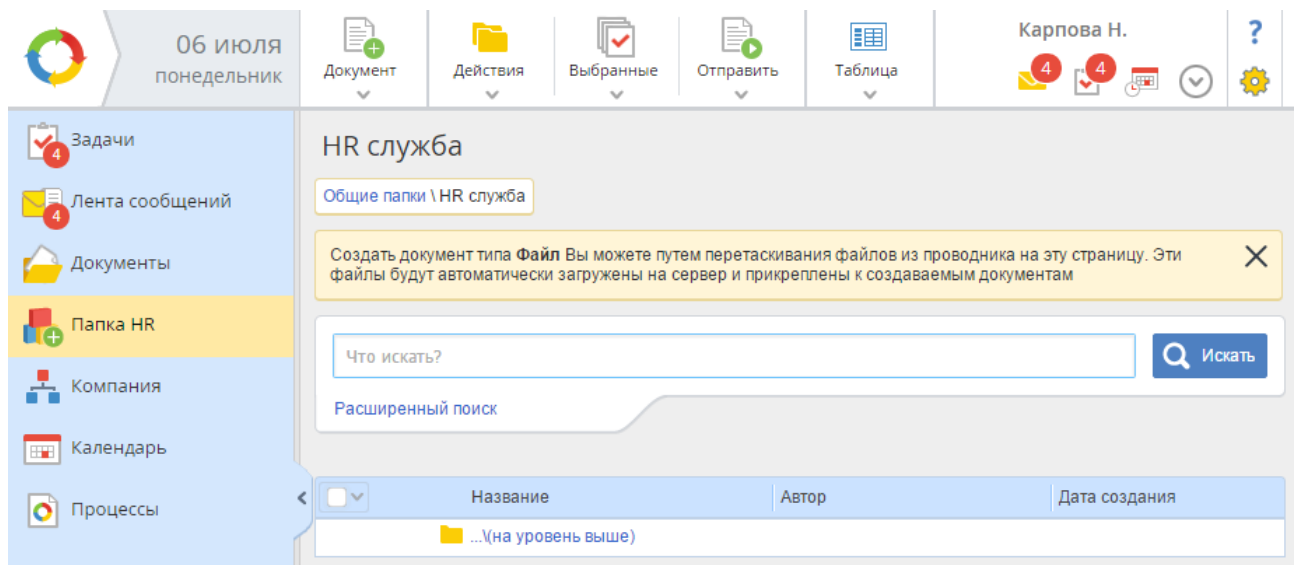 06 июля
понедельник
Документ
Действия
Выбранные
Отправить
Таблица
Карпова Н.
?
4
4
Задачи
4
Лента сообщений
4
Документы
Папка HR
Компания
Календарь
Процессы
HR служба
Общие папки \ HR служба
Создать документ типа Файл Вы можете путем перетаскивания файлов из проводника на эту страницу. Эти
файлы будут автоматически загружены на сервер и прикреплены к создаваемым документам
Что искать?
Искать
Расширенный поиск
Название Автор Дата создания
...\(на уровень выше)